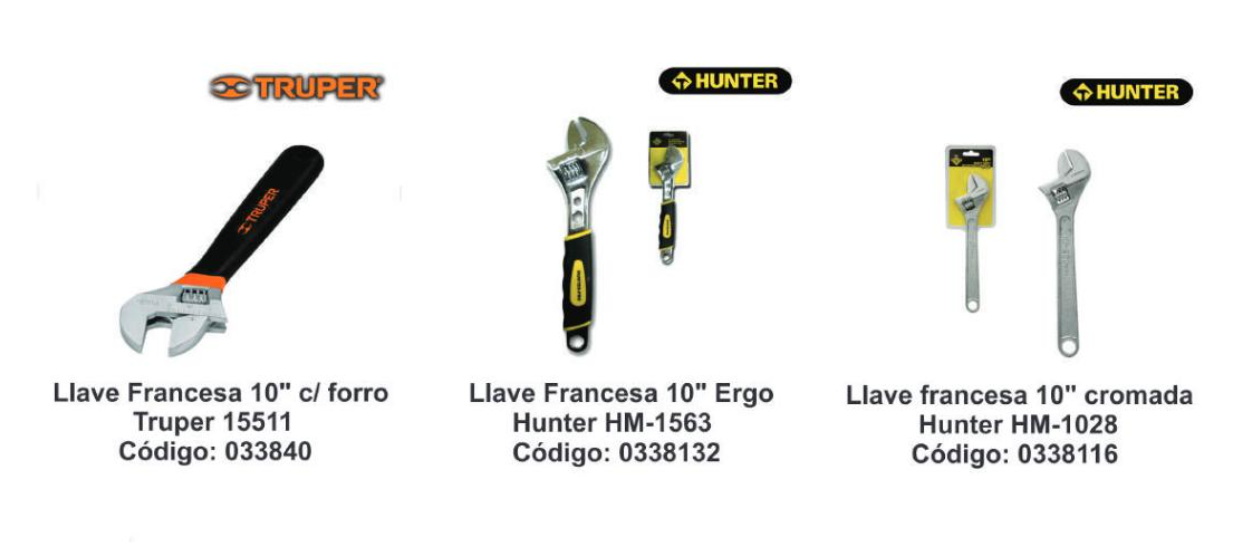 TRUPER
TRUPER
Llave Francesa 10" c/ forro
Truper 15511
Código: 033840
HUNTER
Llave Francesa 10" Ergo
Hunter HM-1563
Código: 0338132
HUNTER
10"
Llave francesa 10" cromada
Hunter HM-1028
Código: 0338116